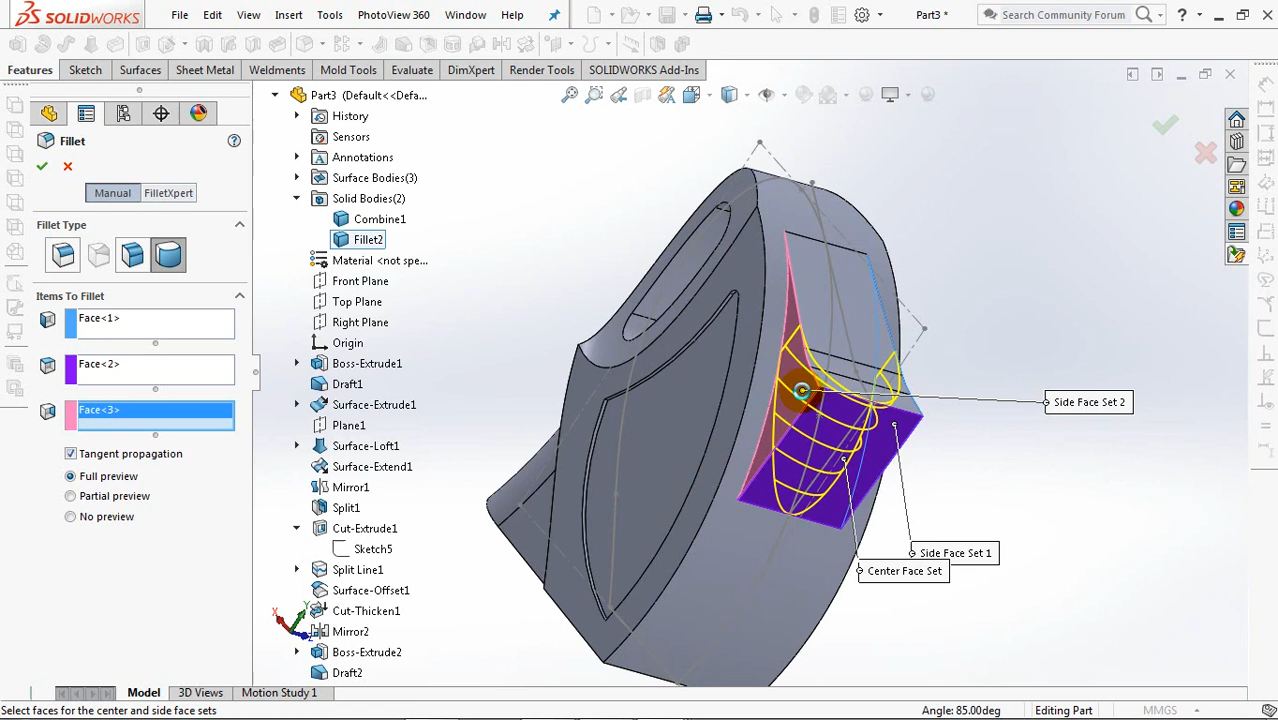 SOLIDWORKS File Edit View Insert Tools PhotoView 360 Window Help Part3 * Search Community Forum ?
Features Sketch Surfaces Sheet Metal Weldments Mold Tools Evaluate DimXpert Render Tools SOLIDWORKS Add-Ins
Fillet ?
Manual FilletXpert
Fillet Type
Items To Fillet
Face<1>
Face<2>
Face<3>
Tangent propagation
Full preview
Partial preview
No preview
Part3 (Default<<Defa...
History
Sensors
Annotations
Surface Bodies(3)
Solid Bodies(2)
Combine1
Fillet2
Material <not spe...
Front Plane
Top Plane
Right Plane
Origin
Boss-Extrude1
Draft1
Surface-Extrude1
Plane1
Surface-Loft1
Surface-Extend1
Mirror1
Split1
Cut-Extrude1
Sketch5
Split Line1
Surface-Offset1
Cut-Thicken1
Mirror2
Boss-Extrude2
Draft2
Side Face Set 2
Side Face Set 1
Center Face Set
X
Y
Z
Model 3D Views Motion Study 1
Select faces for the center and side face sets Angle: 85.00deg Editing Part MMGS